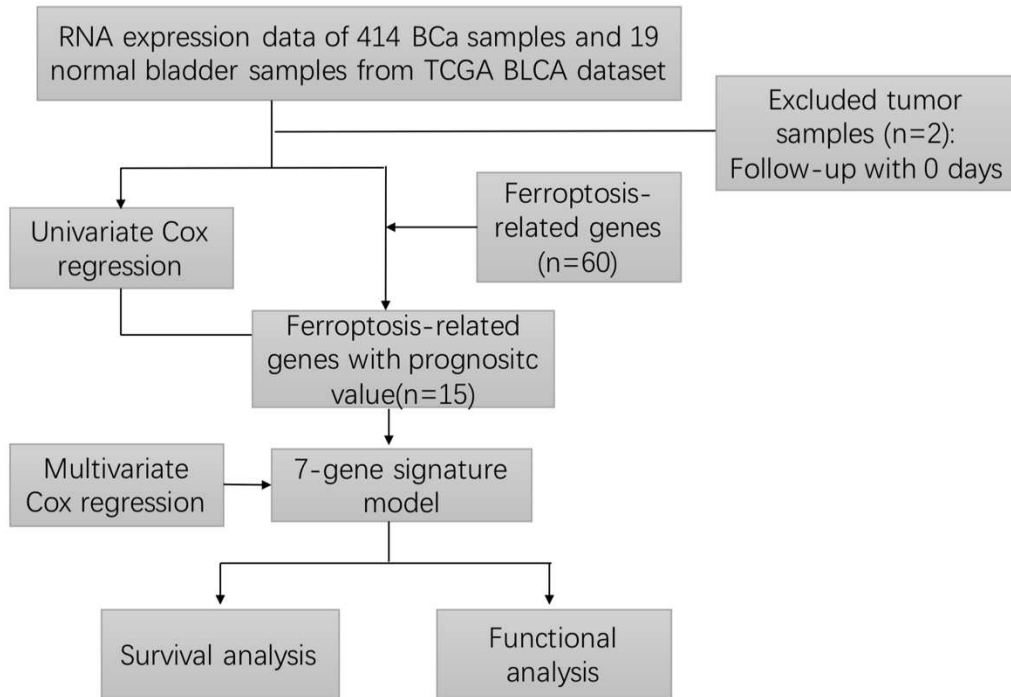 RNA expression data of 414 BCa samples and 19
normal bladder samples from TCGA BLCA dataset
Excluded tumor
samples (n=2):
Follow-up with 0 days
Ferroptosis-
related genes
(n=60)
Univariate Cox
regression
Ferroptosis-related
genes with prognositc
value(n=15)
Multivariate
Cox regression
7-gene signature
model
Survival analysis
Functional
analysis